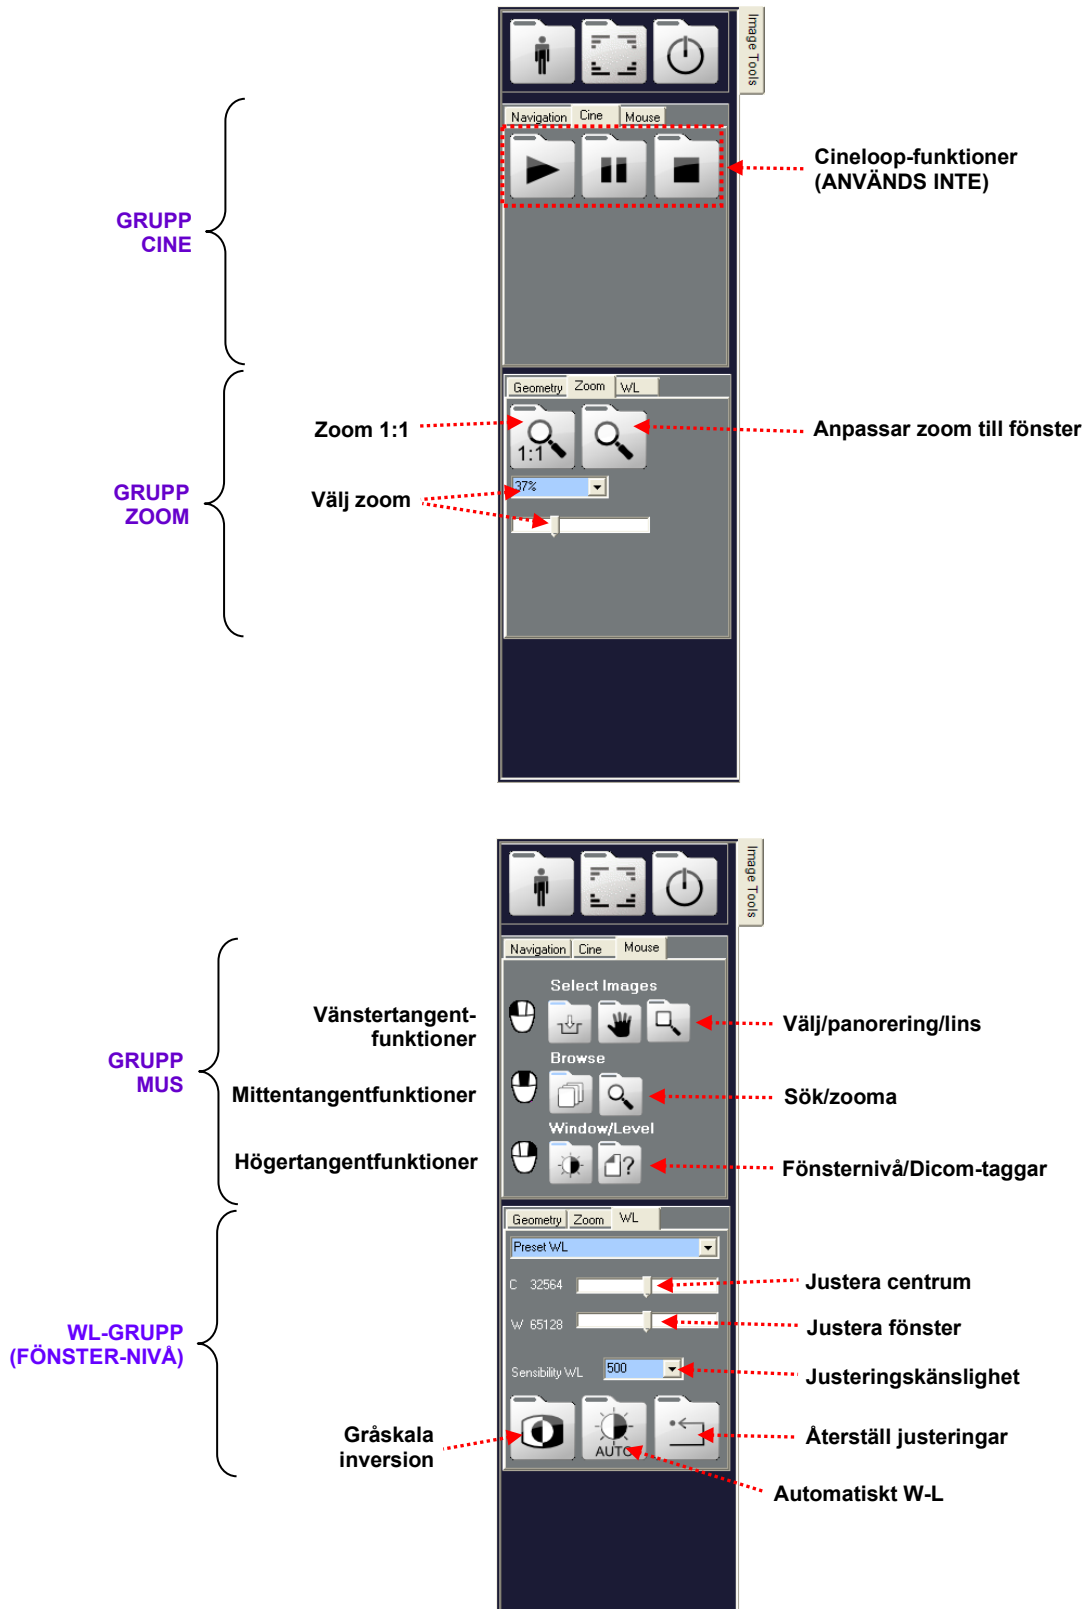 Image Tools
Navigation Cine Mouse
Cineloop-funktioner
(ANVÄNDS INTE)
GRUPP
CINE
Geometry Zoom WL
Zoom 1:1
1:1
Anpassar zoom till fönster
GRUPP
ZOOM
Välj zoom
37%
Image Tools
Navigation Cine Mouse
Select Images
Vänstertangent-
funktioner
Välj/panorering/lins
GRUPP
MUS
Browse
Mittentangentfunktioner
Sök/zooma
Window/Level
Högertangentfunktioner
?
Fönsternivå/Dicom-taggar
Geometry Zoom WL
Preset WL
C 32564
Justera centrum
W 65128
Justera fönster
WL-GRUPP
(FÖNSTER-NIVÅ)
Sensibility WL 500
Justeringskänslighet
Gråskala
inversion
AUTO
Återställ justeringar
Automatiskt W-L